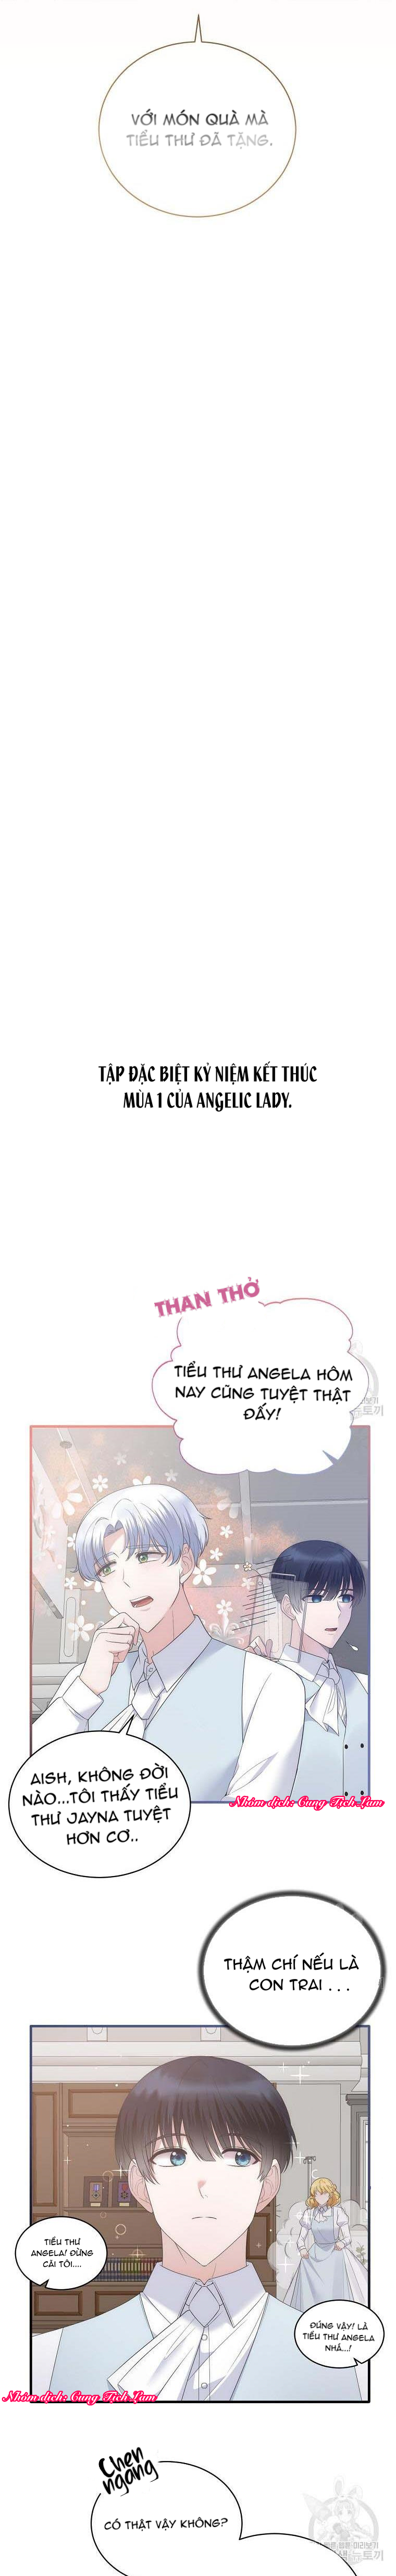 VỚI MÓN QUÀ MÀ
TIỂU THƯ ĐÃ TẶNG.
TẬP ĐẶC BIỆT KỶ NIỆM KẾT THÚC
MÙA 1 CỦA ANGELIC LADY.
THAN THỞ
TIỂU THƯ ANGELA HÔM
NAY CŨNG TUYỆT THẬT
ĐẤY!
AISH, KHÔNG ĐỜI
NÀO...TÔI THẤY TIỂU
THƯ JAYNA TUYỆT
HƠN CƠ..
Nhóm dịch: Cung Tịch Lam
THẬM CHÍ NẾU LÀ
CON TRAI . . .
TIỂU THƯ
ANGELA! ĐỪNG
CÃI TÔI....
ĐÚNG VẬY! LÀ
TIỂU THƯ ANGELA
NHÁ...!
Nhóm dịch: Cung Tịch Lam
Chen
ngang
CÓ THẬT VẬY KHÔNG?